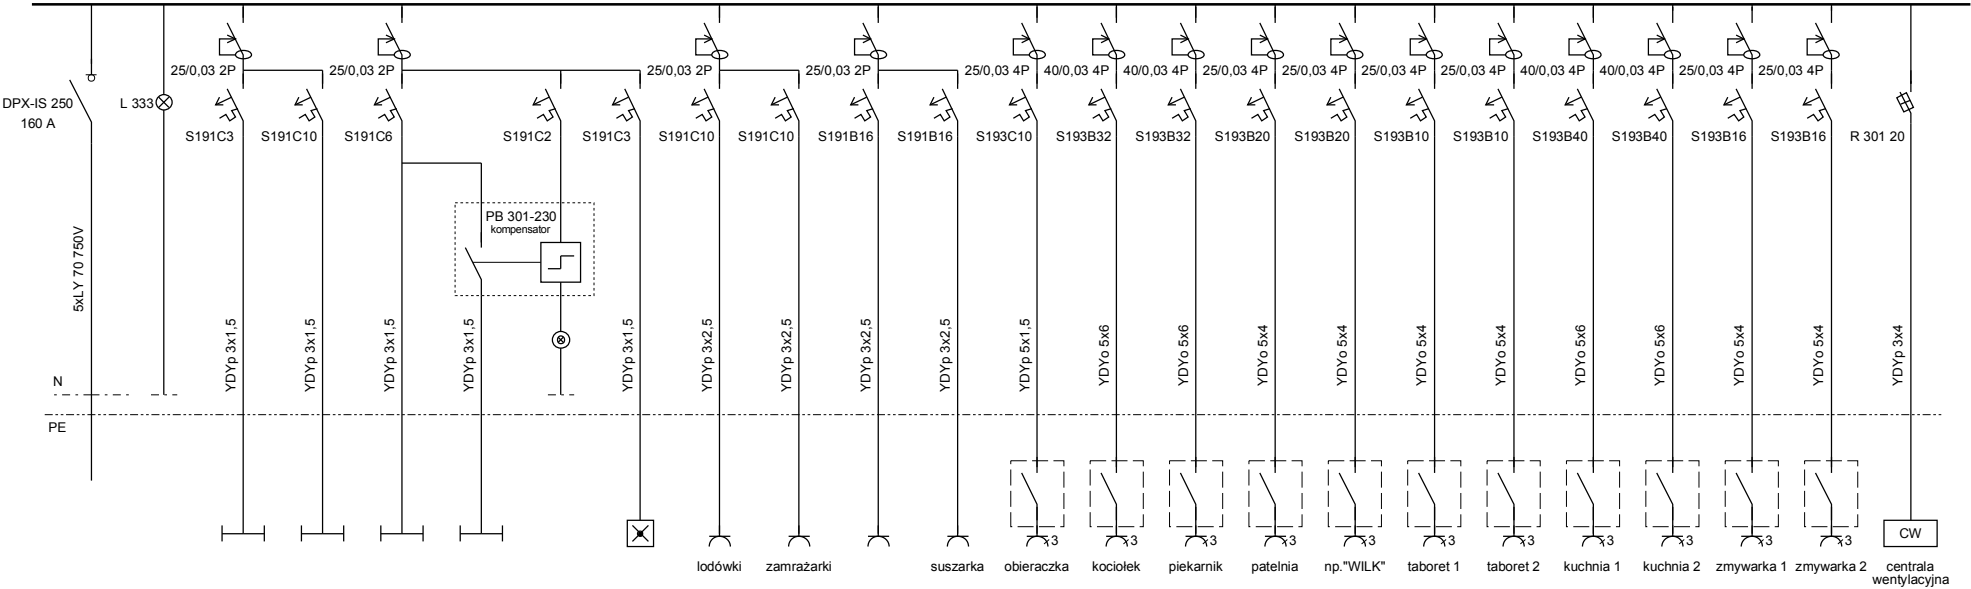 25/0,03 2P 25/0,03 2P 25/0,03 2P 25/0,03 2P 25/0,03 4P 40/0,03 4P 40/0,03 4P 25/0,03 4P 25/0,03 4P 25/0,03 4P 25/0,03 4P 40/0,03 4P 40/0,03 4P 25/0,03 4P 25/0,03 4P
DPX-IS 250
160 A
L 333
S191C3 S191C10 S191C6 S191C2 S191C3 S191C10 S191C10 S191B16 S191B16 S193C10 S193B32 S193B32 S193B20 S193B20 S193B10 S193B10 S193B40 S193B40 S193B16 S193B16 R 301 20
PB 301-230
kompensator
5xLY 70 750V
YDYp 3x1,5 YDYp 3x1,5 YDYp 3x1,5 YDYp 3x1,5 YDYp 3x1,5 YDYp 3x2,5 YDYp 3x2,5 YDYp 3x2,5 YDYp 3x2,5 YDYp 5x1,5 YDYo 5x6 YDYo 5x6 YDYo 5x4 YDYo 5x4 YDYo 5x4 YDYo 5x4 YDYo 5x6 YDYo 5x6 YDYo 5x4 YDYo 5x4 YDYp 3x4
N
PE
3 3 3 3 3 3 3 3 3 3 3 CW
lodówki zamrażarki suszarka obieraczka kociołek piekarnik patelnia np."WILK" taboret 1 taboret 2 kuchnia 1 kuchnia 2 zmywarka 1 zmywarka 2 centrala
wentylacyjna